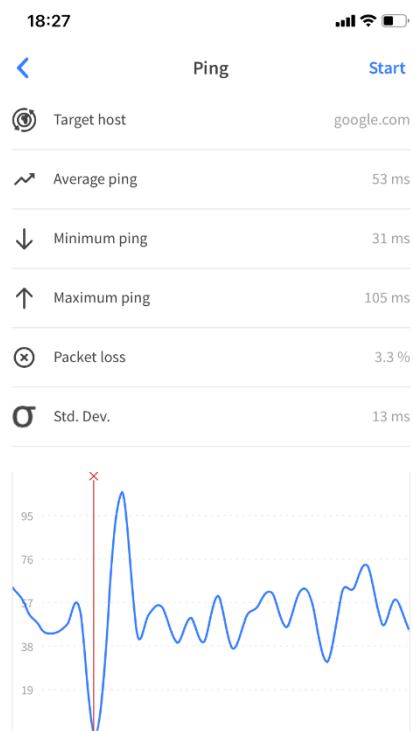 18:27
Ping
Start
Target host
google.com
Average ping
53 ms
Minimum ping
31 ms
Maximum ping
105 ms
Packet loss
3.3 %
σ
Std. Dev.
13 ms
95
76
57
38
19